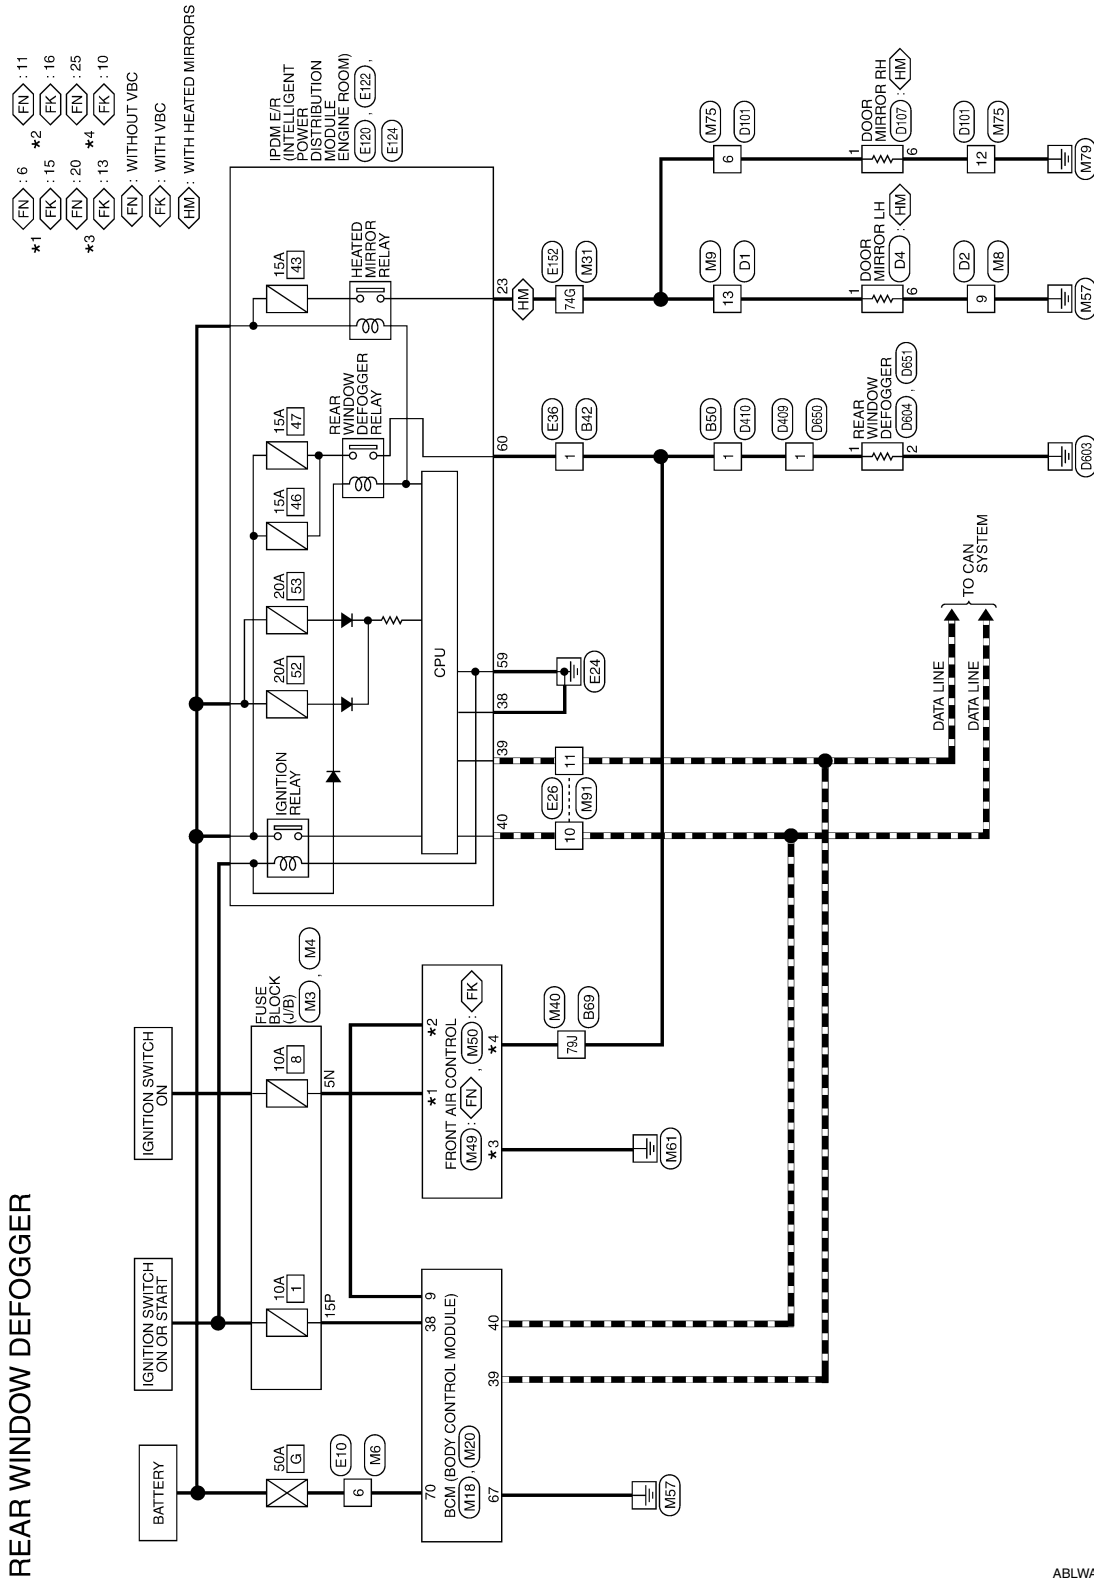 REAR WINDOW DEFOGGER
BATTERY
IGNITION SWITCH
ON OR START
IGNITION SWITCH
ON
50A
G
E10
6
M6
70
BCM (BODY CONTROL MODULE)
M18 , M20
67
M57
10A
1
15P
38
9
39
40
10A
8
5N
FUSE
BLOCK
(J/B)
M3 , M4
*1
*2
FRONT AIR CONTROL
M49 : FN , M50 : FK
*3
*4
M61
M40
79J
B69
IGNITION
RELAY
20A
52
20A
53
15A
46
15A
47
REAR
WINDOW
DEFOGGER
RELAY
15A
43
HEATED
MIRROR
RELAY
IPDM E/R
(INTELLIGENT
POWER
DISTRIBUTION
MODULE
ENGINE ROOM)
E120 , E122 ,
E124
CPU
40
39
38
59
60
23
HM
E26
10
11
M91
E24
E36
1
B42
E152
74G
M31
DATA LINE
DATA LINE
TO CAN
SYSTEM
B50
1
D410
D409
1
D650
1
REAR
WINDOW
DEFOGGER
D604 , D651
2
D603
M9
13
D1
1
DOOR
MIRROR LH
D4 : HM
6
D2
9
M8
M57
M75
6
D101
1
DOOR
MIRROR RH
D107 : HM
6
D101
12
M75
M79
*1 FN : 6
FK : 15
*2 FN : 11
FK : 16
*3 FN : 20
FK : 13
*4 FN : 25
FK : 10
FN : WITHOUT VBC
FK : WITH VBC
HM : WITH HEATED MIRRORS